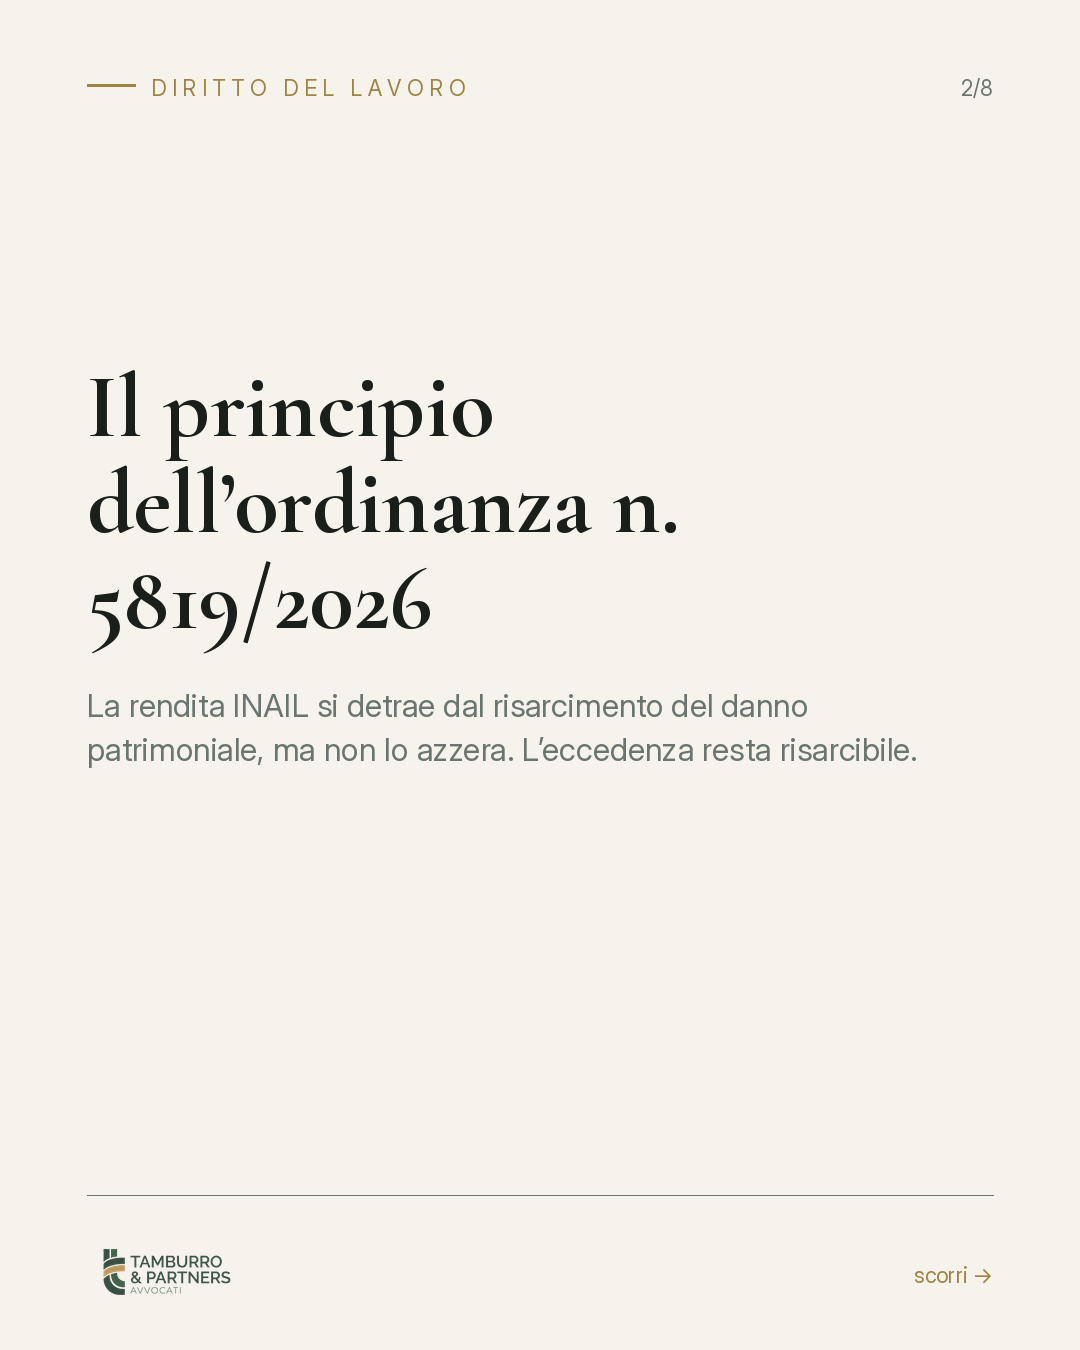 DIRITTO DEL LAVORO
2/8
Il principio
dell’ordinanza n.
5819/2026
La rendita INAIL si detrae dal risarcimento del danno
patrimoniale, ma non lo azzera. L’eccedenza resta risarcibile.
TAMBURRO
& PARTNERS
AVVOCATI
scorri →